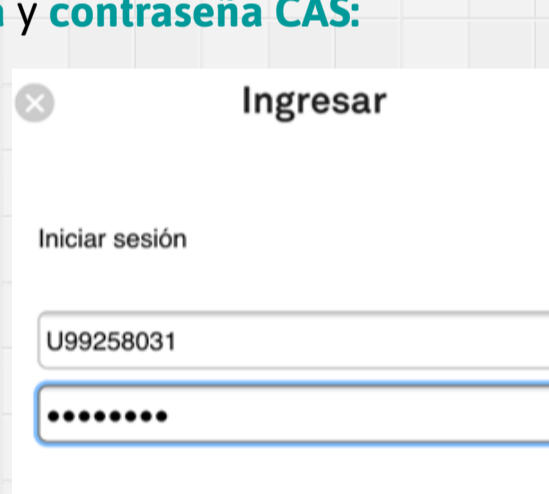 y contraseña CAS:
Ingresar
Iniciar sesión
U99258031
••••••••